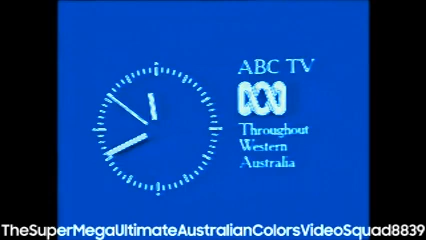 ABC TV
Throughout
Western
Australia
TheSuperMegaUltimateAustralianColorsVideoSquad8839